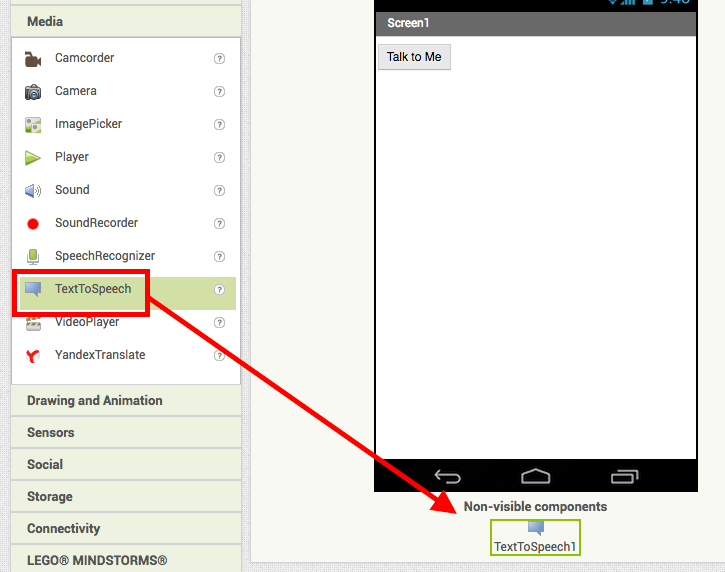 Media
Camcorder ?
Camera ?
ImagePicker ?
Player ?
Sound ?
SoundRecorder ?
SpeechRecognizer ?
TextToSpeech ?
VideoPlayer ?
YandexTranslate ?
Drawing and Animation
Sensors
Social
Storage
Connectivity
LEGO® MINDSTORMS®
Screen1
Talk to Me
Non-visible components
TextToSpeech1